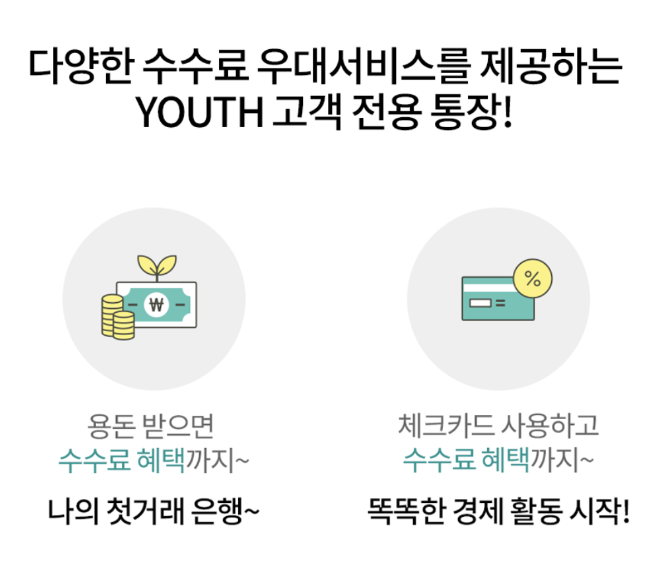 다양한 수수료 우대서비스를 제공하는
YOUTH 고객 전용 통장!
₩
%
용돈 받으면
수수료 혜택까지~
나의 첫거래 은행~
체크카드 사용하고
수수료 혜택까지~
똑똑한 경제 활동 시작!